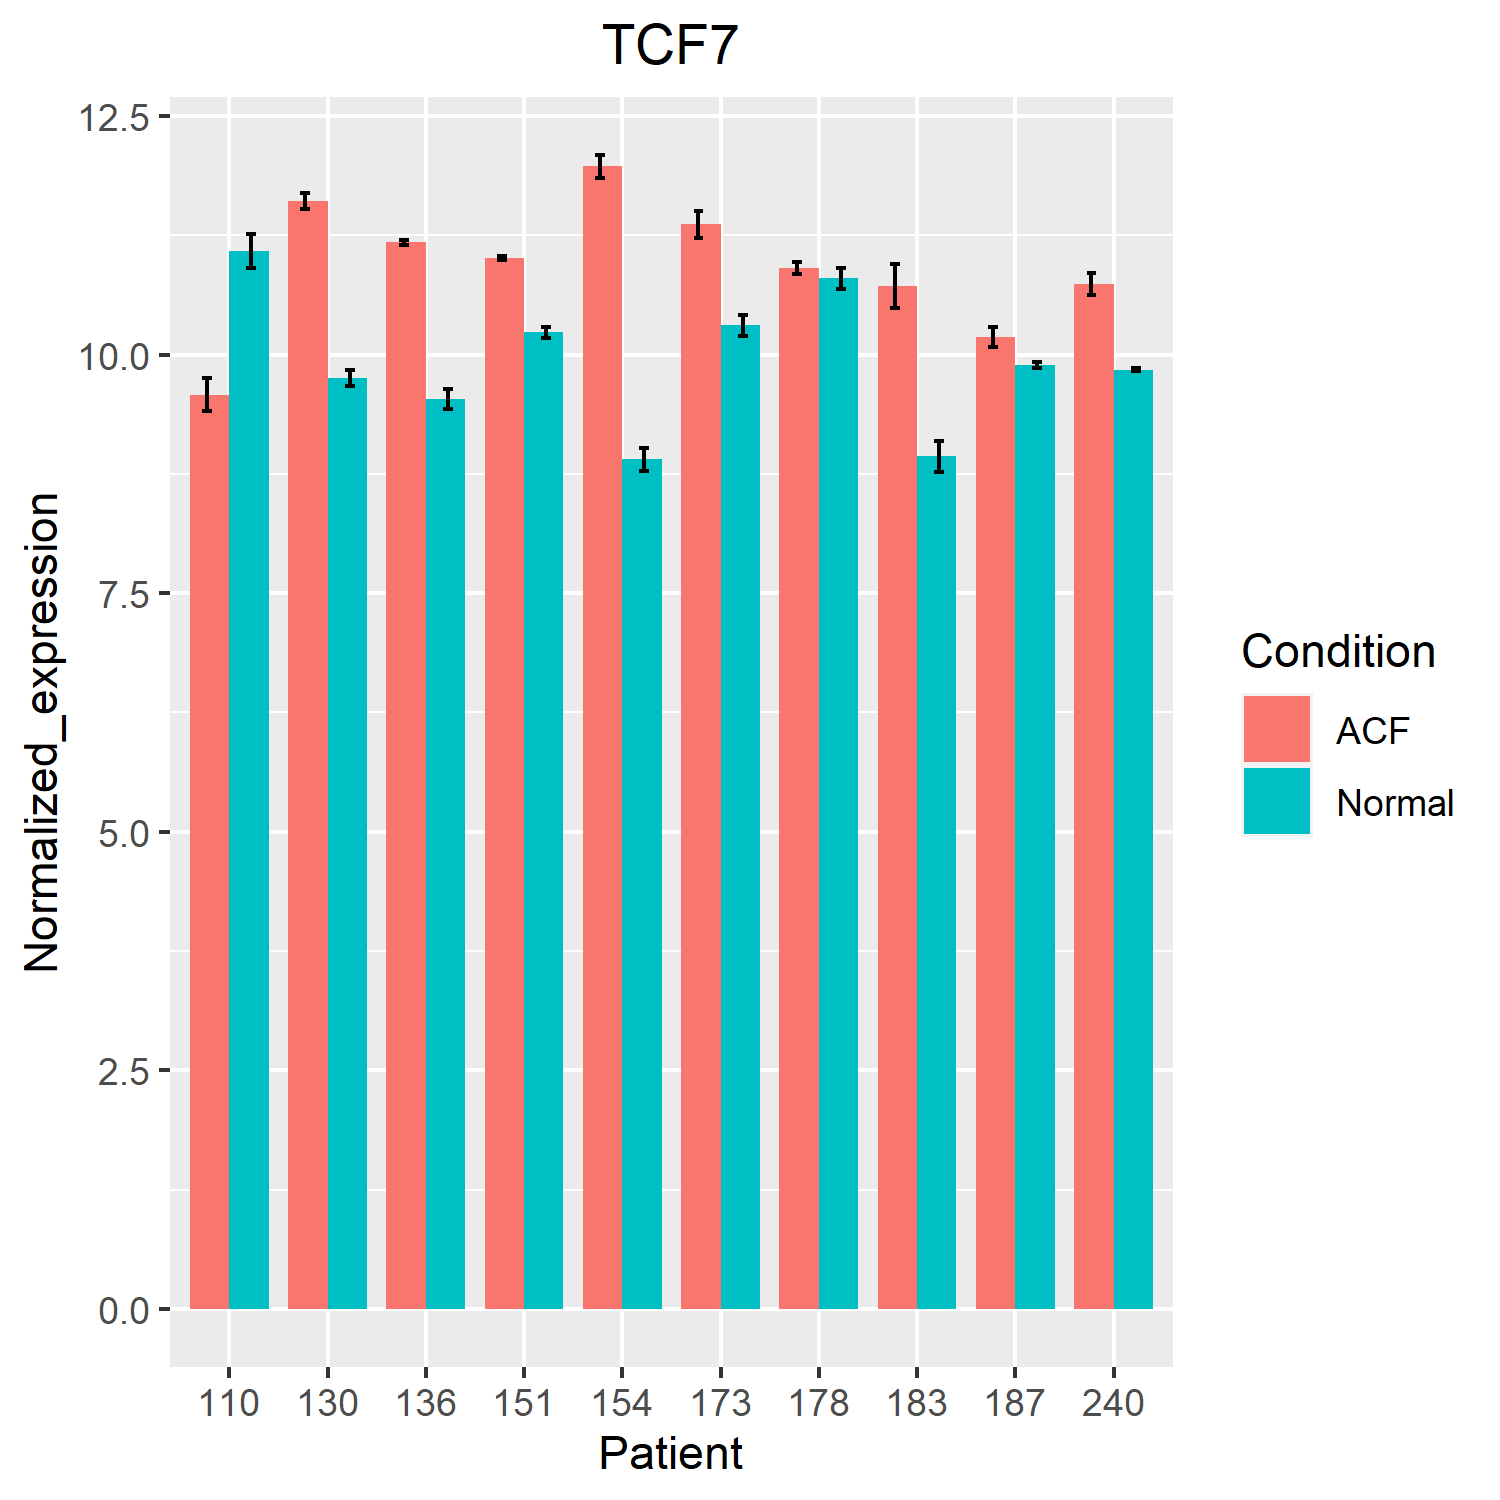 TCF7
12.5
10.0
7.5
5.0
2.5
0.0
Normalized_expression
110 130 136 151 154 173 178 183 187 240
Patient
Condition
ACF
Normal